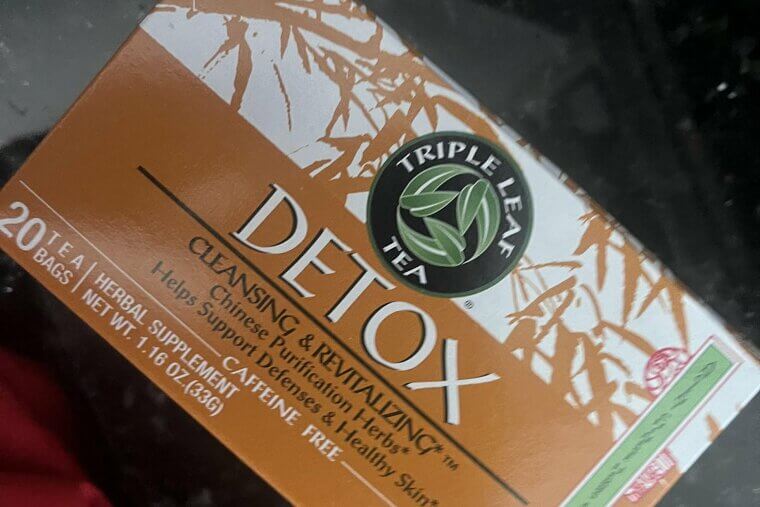 TRIPLE LEAF
TEA
®
DETOX
CLEANSING & REVITALIZING*™
Chinese Purification Herbs*
Helps Support Defenses & Healthy Skin*
20 TEA BAGS
HERBAL SUPPLEMENT
NET WT. 1.16 OZ.(33G)
CAFFEINE FREE